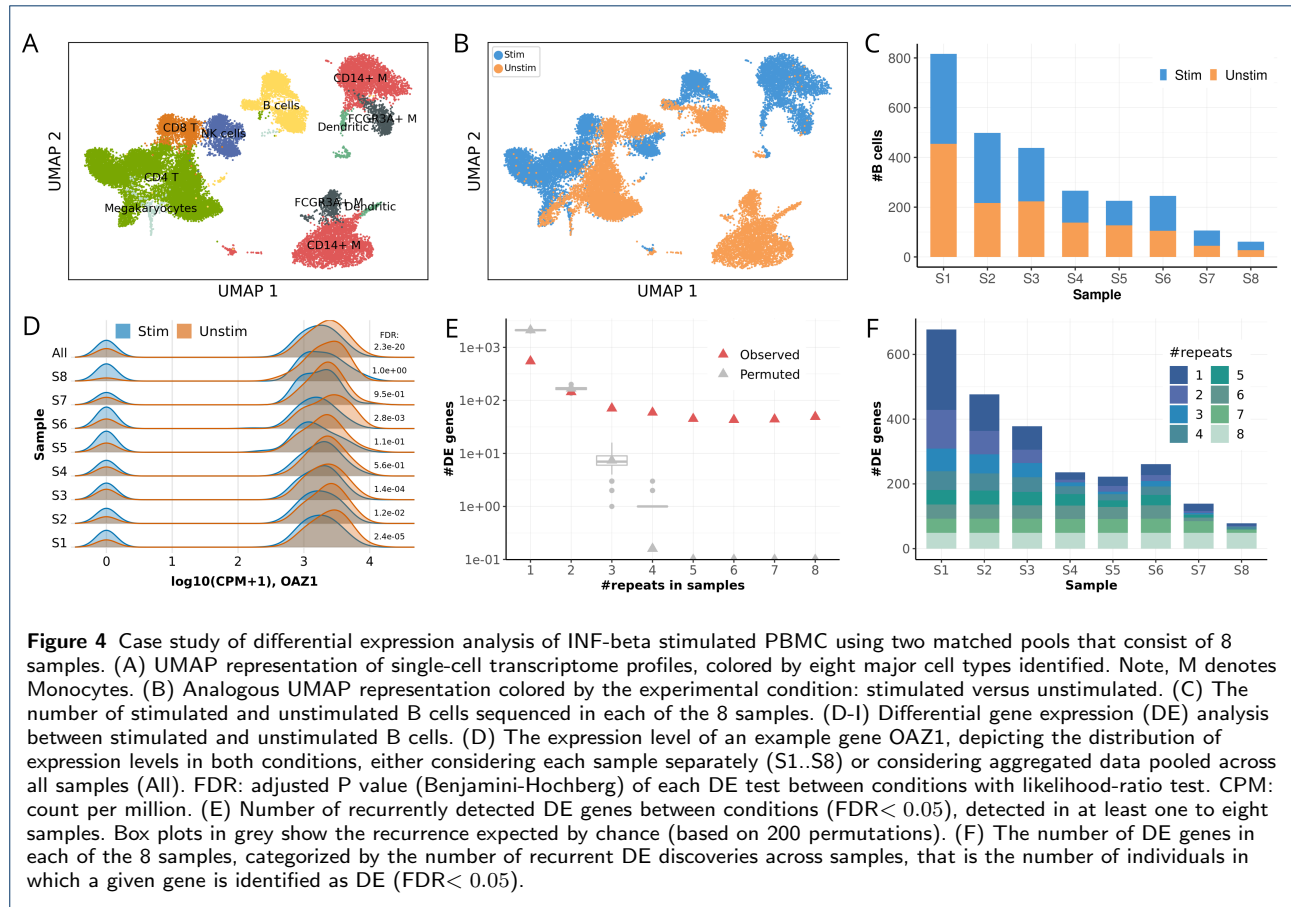 A
CD14+ M
B cells
FCGR3A+ M
CD8 T
NK cells
Dendritic
CD4 T
Megakaryocytes
FCGR3A+ M
Dendritic
CD14+ M
UMAP 2
UMAP 1
B
Stim
Unstim
UMAP 2
UMAP 1
C
Stim
Unstim
800
600
400
200
0
#B cells
S1 S2 S3 S4 S5 S6 S7 S8
Sample
D
Stim Unstim
FDR:
All 2.3e-20
S8 1.0e+00
S7 9.5e-01
S6 2.8e-03
S5 1.1e-01
S4 5.6e-01
S3 1.4e-04
S2 1.2e-02
S1 2.4e-05
Sample
0 1 2 3 4
log10(CPM+1), OAZ1
E
Observed
Permuted
1e+03
1e+02
1e+01
1e+00
1e-01
#DE genes
1 2 3 4 5 6 7 8
#repeats in samples
F
#repeats
1 5
2 6
3 7
4 8
600
400
200
0
#DE genes
S1 S2 S3 S4 S5 S6 S7 S8
Sample
Figure 4 Case study of differential expression analysis of INF-beta stimulated PBMC using two matched pools that consist of 8
samples. (A) UMAP representation of single-cell transcriptome profiles, colored by eight major cell types identified. Note, M denotes
Monocytes. (B) Analogous UMAP representation colored by the experimental condition: stimulated versus unstimulated. (C) The
number of stimulated and unstimulated B cells sequenced in each of the 8 samples. (D-I) Differential gene expression (DE) analysis
between stimulated and unstimulated B cells. (D) The expression level of an example gene OAZ1, depicting the distribution of
expression levels in both conditions, either considering each sample separately (S1..S8) or considering aggregated data pooled across
all samples (All). FDR: adjusted P value (Benjamini-Hochberg) of each DE test between conditions with likelihood-ratio test. CPM:
count per million. (E) Number of recurrently detected DE genes between conditions (FDR< 0.05), detected in at least one to eight
samples. Box plots in grey show the recurrence expected by chance (based on 200 permutations). (F) The number of DE genes in
each of the 8 samples, categorized by the number of recurrent DE discoveries across samples, that is the number of individuals in
which a given gene is identified as DE (FDR< 0.05).